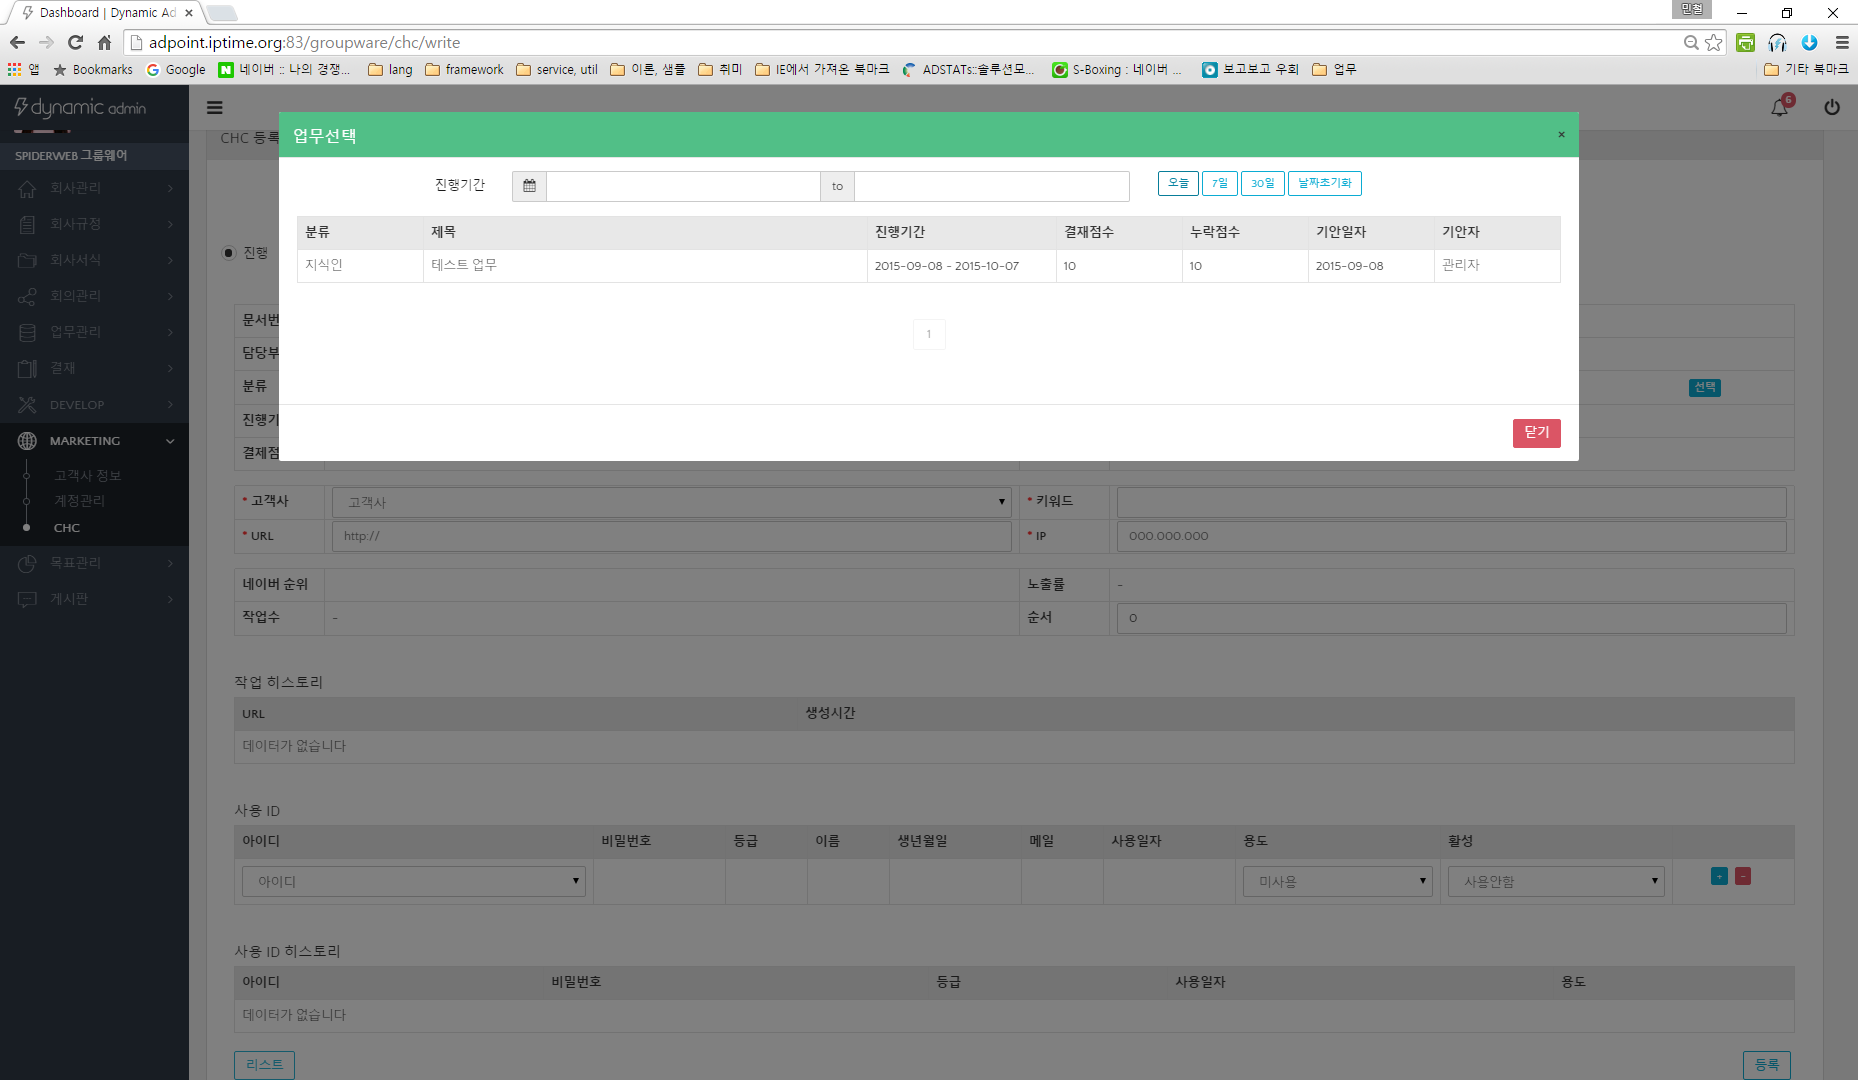 Dashboard | Dynamic Ad
민철
adpoint.iptime.org:83/groupware/chc/write
앱 Bookmarks Google 네이버 :: 나의 경쟁... lang framework service, util 이론, 샘플 취미 IE에서 가져온 북마크 ADSTATs::솔루션모... S-Boxing : 네이버 ... 보고보고 우회 업무 기타 북마크
dynamic admin
6
SPIDERWEB 그룹웨어
회사관리
회사규정
회사서식
회의관리
업무관리
결재
DEVELOP
MARKETING
고객사 정보
계정관리
CHC
목표관리
게시판
CHC 등록
업무선택 ×
진행기간 to 오늘 7일 30일 날짜초기화
분류 제목 진행기간 결재점수 누락점수 기안일자 기안자
지식인 테스트 업무 2015-09-08 - 2015-10-07 10 10 2015-09-08 관리자
1
닫기
진행
문서번
담당부
분류 선택
진행기
결제점
* 고객사 고객사 * 키워드
* URL http:// * IP 000.000.000
네이버 순위 노출률 -
작업수 - 순서 0
작업 히스토리
URL 생성시간
데이터가 없습니다
사용 ID
아이디 비밀번호 등급 이름 생년월일 메일 사용일자 용도 활성
아이디 미사용 사용안함 + -
사용 ID 히스토리
아이디 비밀번호 등급 사용일자 용도
데이터가 없습니다
리스트 등록